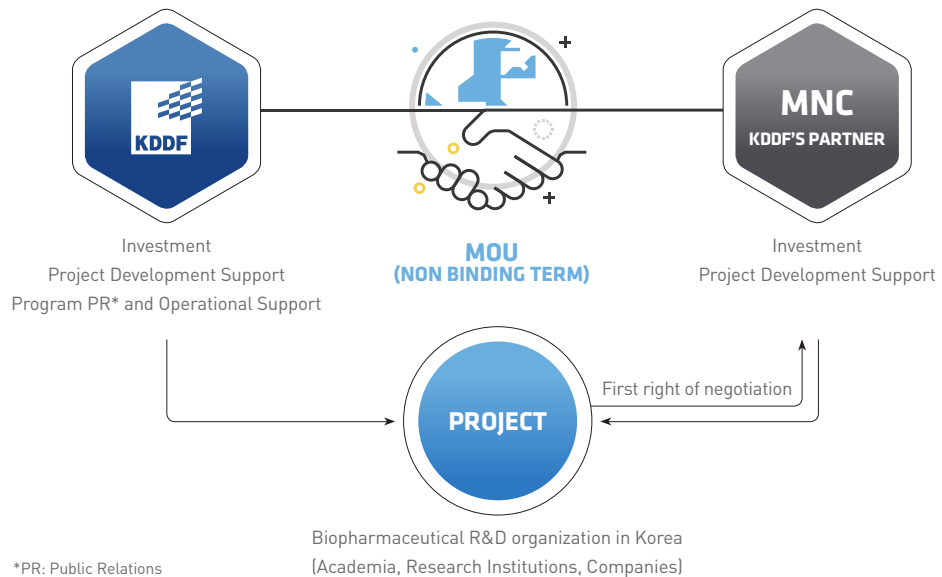 KDDF
MNC
KDDF'S PARTNER
Investment
Project Development Support
Program PR* and Operational Support
MOU
(NON BINDING TERM)
Investment
Project Development Support
First right of negotiation
PROJECT
Biopharmaceutical R&D organization in Korea
(Academia, Research Institutions, Companies)
*PR: Public Relations